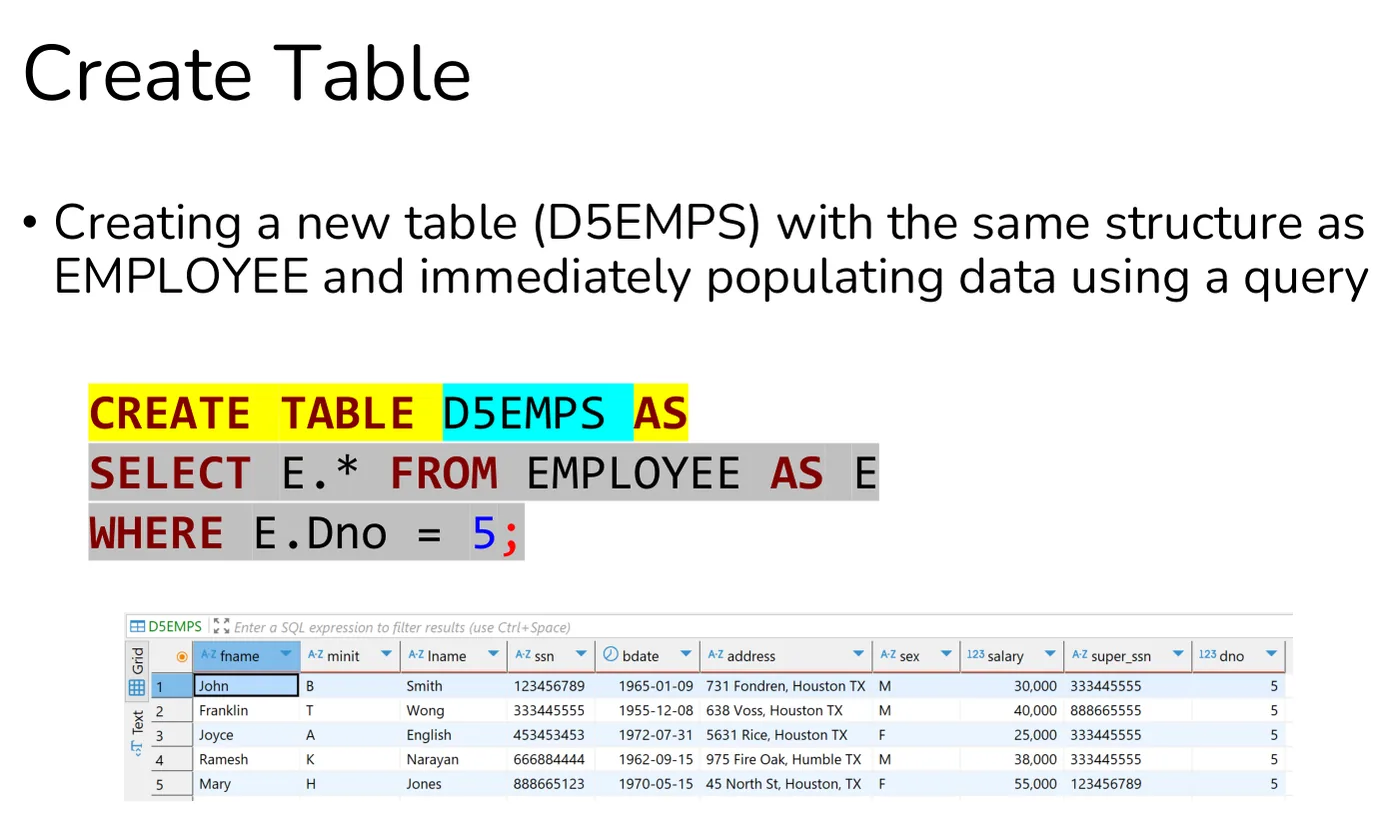 Create Table
• Creating a new table (D5EMPS) with the same structure as
EMPLOYEE and immediately populating data using a query
CREATE TABLE D5EMPS AS
SELECT E.* FROM EMPLOYEE AS E
WHERE E.Dno = 5;
D5EMPS Enter a SQL expression to filter results (use Ctrl+Space)
Grid
Text
A-Z fname A-Z minit A-Z lname A-Z ssn bdate A-Z address A-Z sex 123 salary A-Z super_ssn 123 dno
1 John B Smith 123456789 1965-01-09 731 Fondren, Houston TX M 30,000 333445555 5
2 Franklin T Wong 333445555 1955-12-08 638 Voss, Houston TX M 40,000 888665555 5
3 Joyce A English 453453453 1972-07-31 5631 Rice, Houston TX F 25,000 333445555 5
4 Ramesh K Narayan 666884444 1962-09-15 975 Fire Oak, Humble TX M 38,000 333445555 5
5 Mary H Jones 888665123 1970-05-15 45 North St, Houston, TX F 55,000 123456789 5